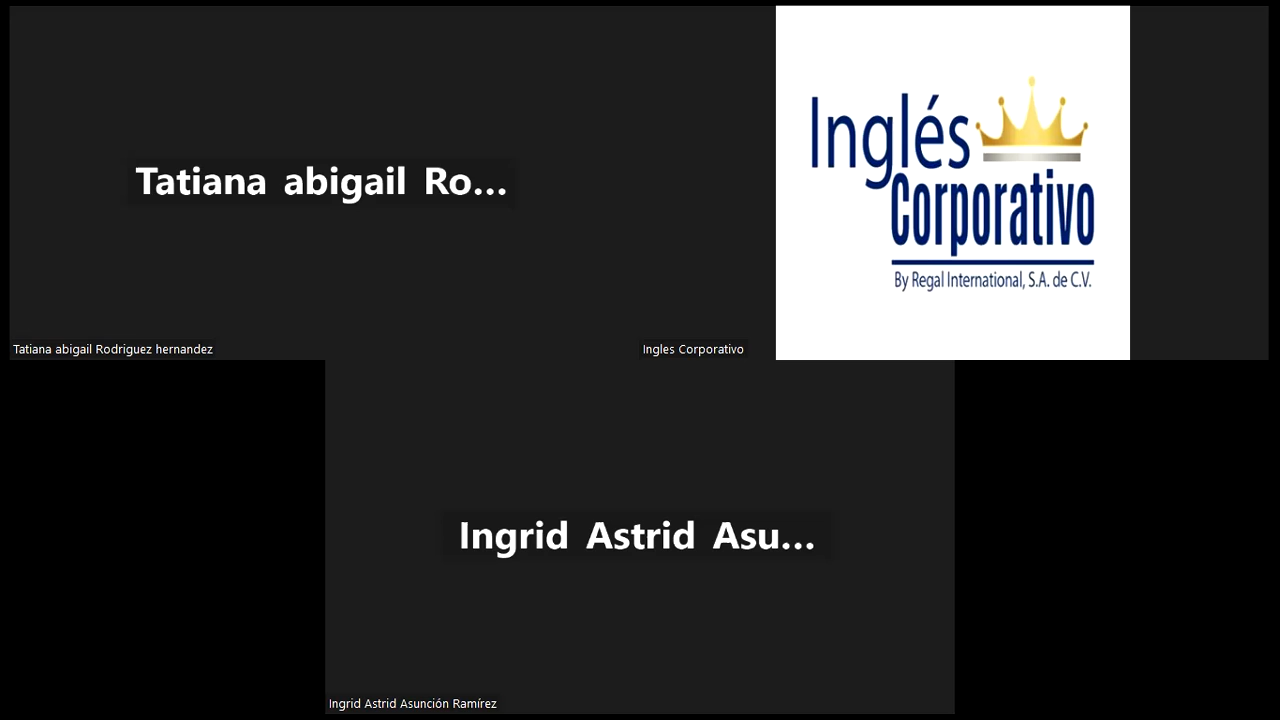 Tatiana abigail Ro...
Inglés
Corporativo
By Regal International, S.A. de C.V.
Tatiana abigail Rodriguez hernandez
Ingles Corporativo
Ingrid Astrid Asu...
Ingrid Astrid Asunción Ramírez